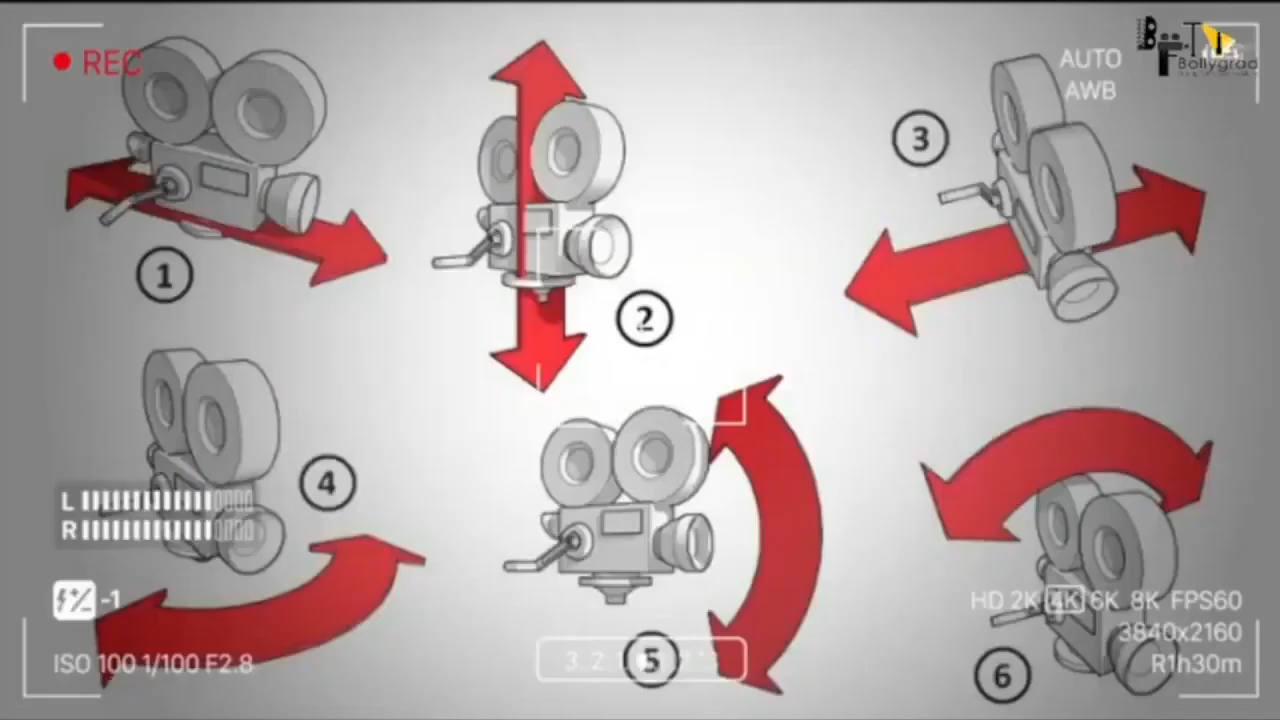 REC
AUTO
AWB
Bollygrad
1
2
3
4
5
6
L
R
-1
ISO 100 1/100 F2.8
HD 2K 4K 6K 8K FPS60
3840x2160
R1h30m